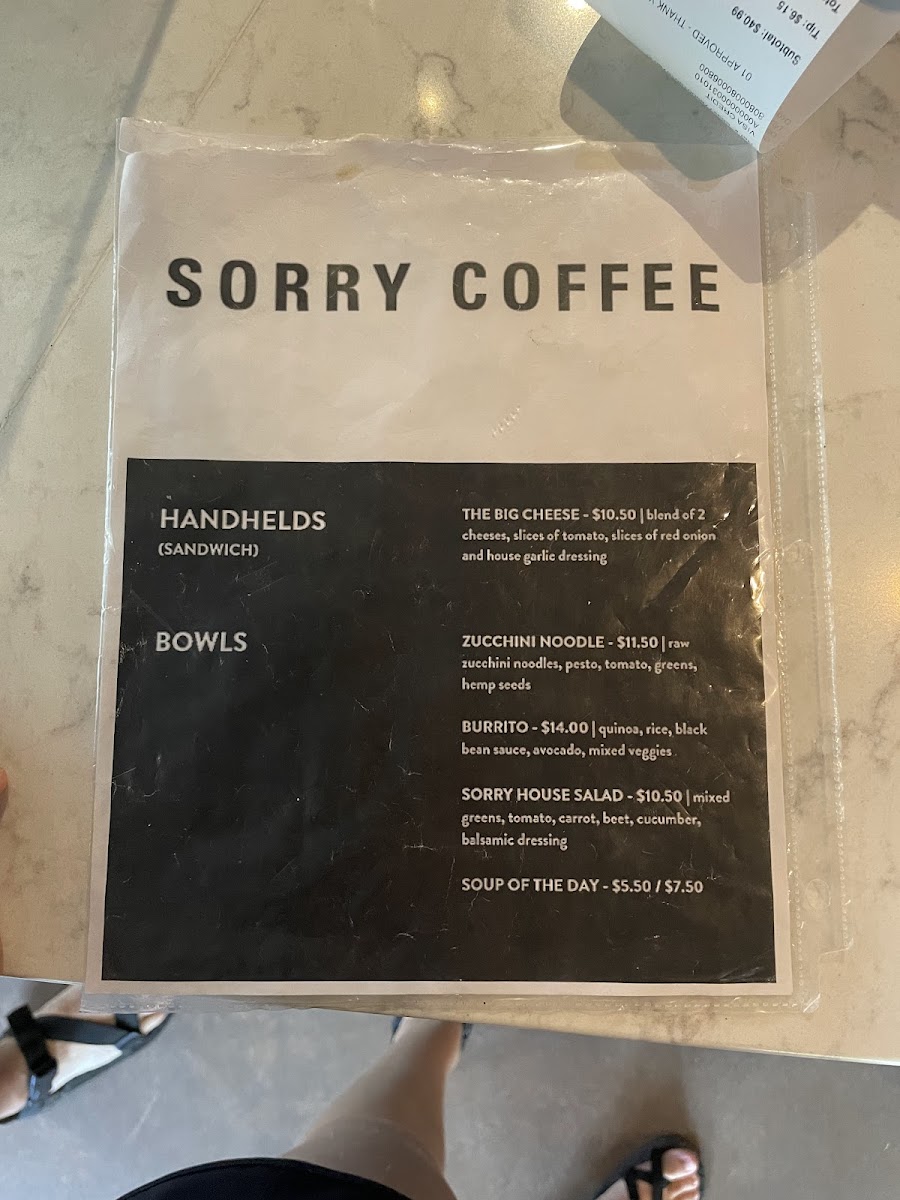 Tip: $6.15
Subtotal: $40.99
01 APPROVED - THANK
VISA CREDIT
A0000000031010
8080008006800
SORRY COFFEE
HANDHELDS
(SANDWICH)
THE BIG CHEESE - $10.50 | blend of 2
cheeses, slices of tomato, slices of red onion
and house garlic dressing
BOWLS
ZUCCHINI NOODLE - $11.50 | raw
zucchini noodles, pesto, tomato, greens,
hemp seeds
BURRITO - $14.00 | quinoa, rice, black
bean sauce, avocado, mixed veggies
SORRY HOUSE SALAD - $10.50 | mixed
greens, tomato, carrot, beet, cucumber,
balsamic dressing
SOUP OF THE DAY - $5.50 / $7.50